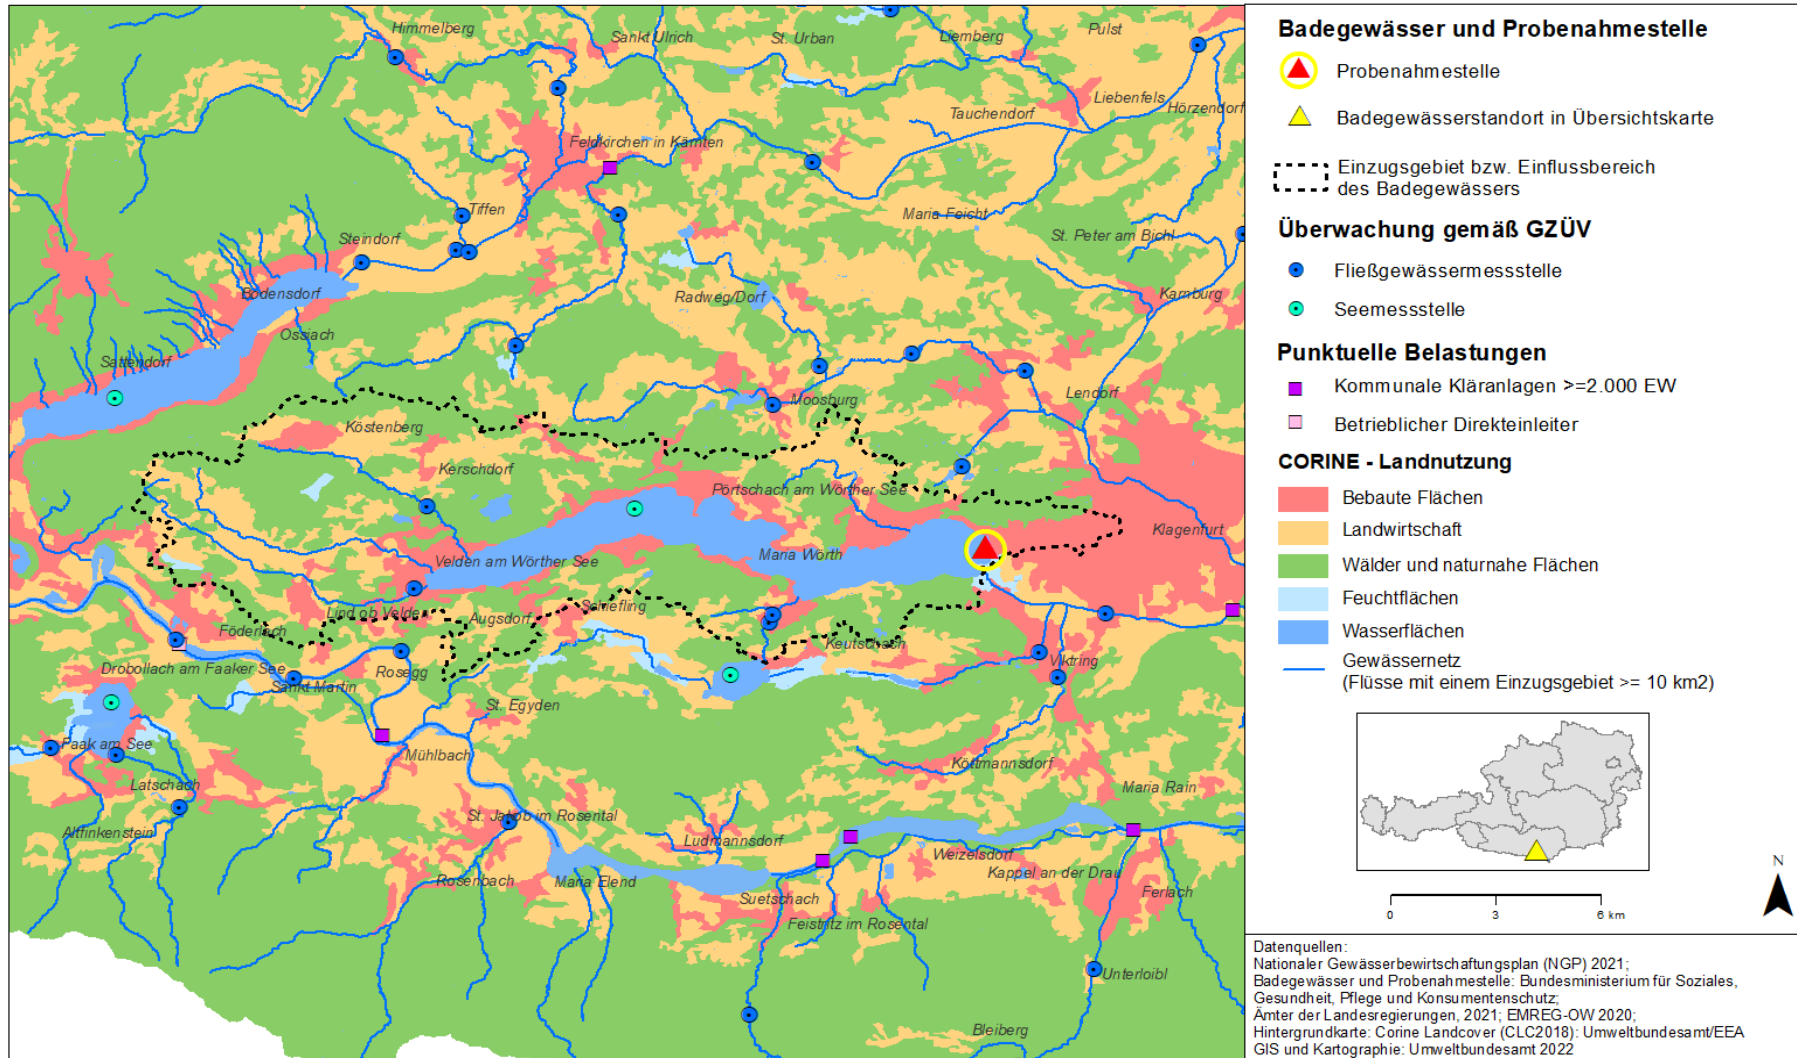 Himmelberg
Sankt Ulrich
St. Urban
Liemberg
Pulst
Liebenfels
Hörzendorf
Tauchendorf
Feldkirchen in Kärnten
Tiffen
Maria Feicht
St. Peter am Bichl
Steindorf
Bodensdorf
Radweg/Dorf
Karnburg
Ossiach
Sattendorf
Moosburg
Lendorf
Köstenberg
Kerschdorf
Pörtschach am Wörther See
Klagenfurt
Velden am Wörther See
Maria Wörth
Lind ob Velden
Augsdorf
Schiefling
Föderlach
Keutschach
Viktring
Drobollach am Faaker See
Sankt Martin
Rosegg
St. Egyden
Faak am See
Mühlbach
Köttmannsdorf
Latschach
Maria Rain
Altfinkenstein
St. Jakob im Rosental
Ludmannsdorf
Weizelsdorf
Kappel an der Drau
Rosenbach
Maria Elend
Suetschach
Ferlach
Feistritz im Rosental
Unterloibl
Bleiberg
Badegewässer und Probenahmestelle
Probenahmestelle
Badegewässerstandort in Übersichtskarte
Einzugsgebiet bzw. Einflussbereich
des Badegewässers
Überwachung gemäß GZÜV
Fließgewässermessstelle
Seemessstelle
Punktuelle Belastungen
Kommunale Kläranlagen >=2.000 EW
Betrieblicher Direkteinleiter
CORINE - Landnutzung
Bebaute Flächen
Landwirtschaft
Wälder und naturnahe Flächen
Feuchtflächen
Wasserflächen
Gewässernetz
(Flüsse mit einem Einzugsgebiet >= 10 km2)
N
0 3 6 km
Datenquellen:
Nationaler Gewässerbewirtschaftungsplan (NGP) 2021;
Badegewässer und Probenahmestelle: Bundesministerium für Soziales,
Gesundheit, Pflege und Konsumentenschutz;
Ämter der Landesregierungen, 2021; EMREG-OW 2020;
Hintergrundkarte: Corine Landcover (CLC2018): Umweltbundesamt/EEA
GIS und Kartographie: Umweltbundesamt 2022